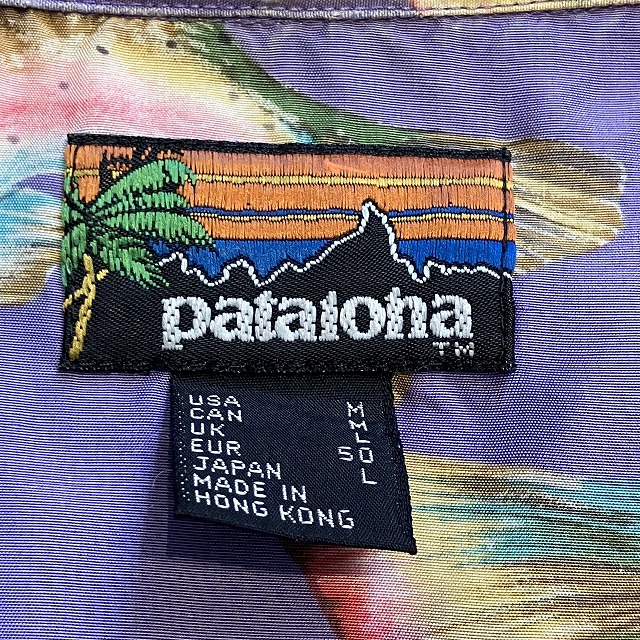 pataloha
TM
USA M
CAN M
UK L
EUR 50
JAPAN L
MADE IN
HONG KONG